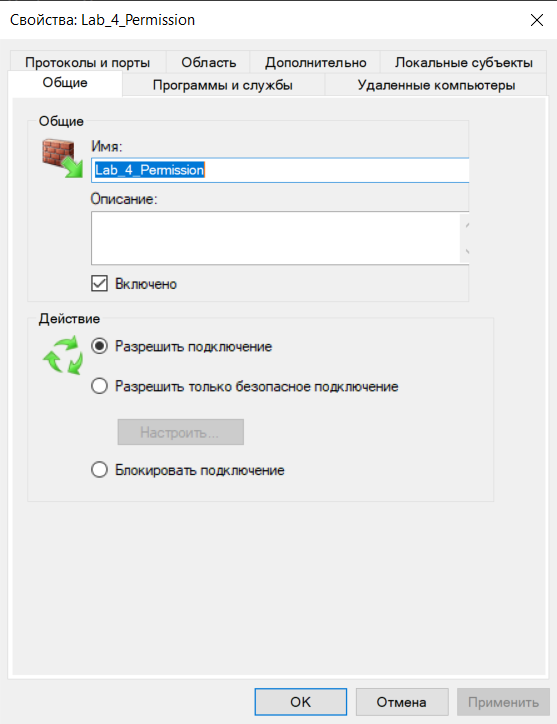 Свойства: Lab_4_Permission
Протоколы и порты Область Дополнительно Локальные субъекты
Общие Программы и службы Удаленные компьютеры
Общие
Имя:
Lab_4_Permission
Описание:
Включено
Действие
Разрешить подключение
Разрешить только безопасное подключение
Настроить...
Блокировать подключение
OK Отмена Применить